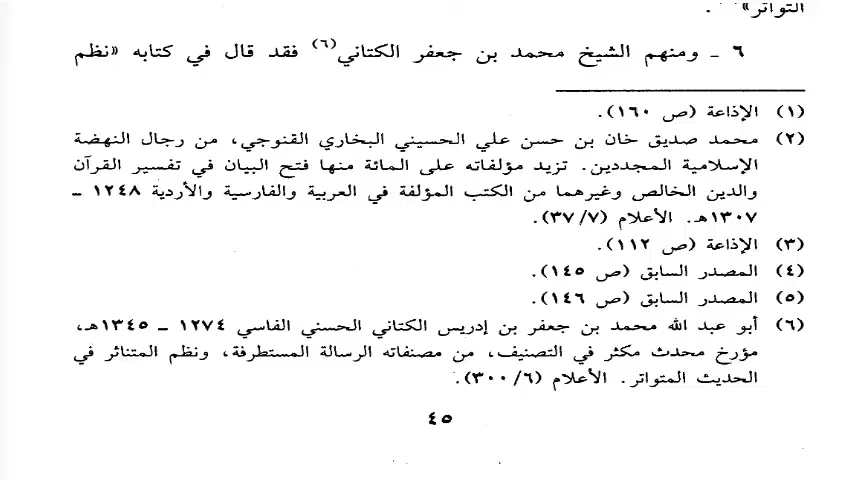 التواتر» .
٦ ـ ومنهم الشيخ محمد بن جعفر الكتاني(٦) فقد قال في كتابه «نظم
(١) الإذاعة (ص ١٦٠).
(٢) محمد صديق خان بن حسن علي الحسيني البخاري القنوجي، من رجال النهضة
الإسلامية المجددين. تزيد مؤلفاته على المائة منها فتح البيان في تفسير القرآن
والدين الخالص وغيرهما من الكتب المؤلفة في العربية والفارسية والأردية ١٢٤٨ ـ
١٣٠٧هـ. الأعلام (٣٧/٧).
(٣) الإذاعة (ص ١١٢).
(٤) المصدر السابق (ص ١٤٥).
(٥) المصدر السابق (ص ١٤٦).
(٦) أبو عبد الله محمد بن جعفر بن إدريس الكتاني الحسني الفاسي ١٢٧٤ ـ ١٣٤٥هـ،
مؤرخ محدث مكثر في التصنيف، من مصنفاته الرسالة المستطرفة، ونظم المتناثر في
الحديث المتواتر. الأعلام (٣٠٠/٦).
٤٥